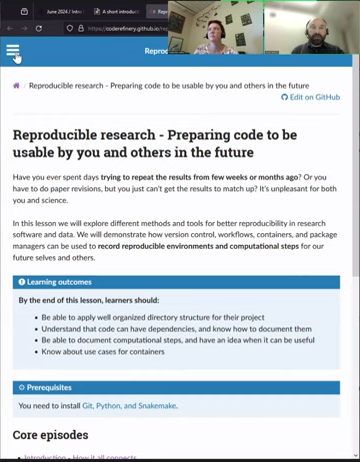 June 2024 / Intro
A short introduct
Rep
https://coderefinery.github.io/re
Reproc
/ Reproducible research - Preparing code to be usable by you and others in the future
Edit on GitHub
Reproducible research - Preparing code to be
usable by you and others in the future
Have you ever spent days trying to repeat the results from few weeks or months ago? Or you
have to do paper revisions, but you just can't get the results to match up? It's unpleasant for both
you and science.
In this lesson we will explore different methods and tools for better reproducibility in research
software and data. We will demonstrate how version control, workflows, containers, and package
managers can be used to record reproducible environments and computational steps for our
future selves and others.
Learning outcomes
By the end of this lesson, learners should:
• Be able to apply well organized directory structure for their project
• Understand that code can have dependencies, and know how to document them
• Be able to document computational steps, and have an idea when it can be useful
• Know about use cases for containers
Prerequisites
You need to install Git, Python, and Snakemake.
Core episodes
• Introduction - How it all connects